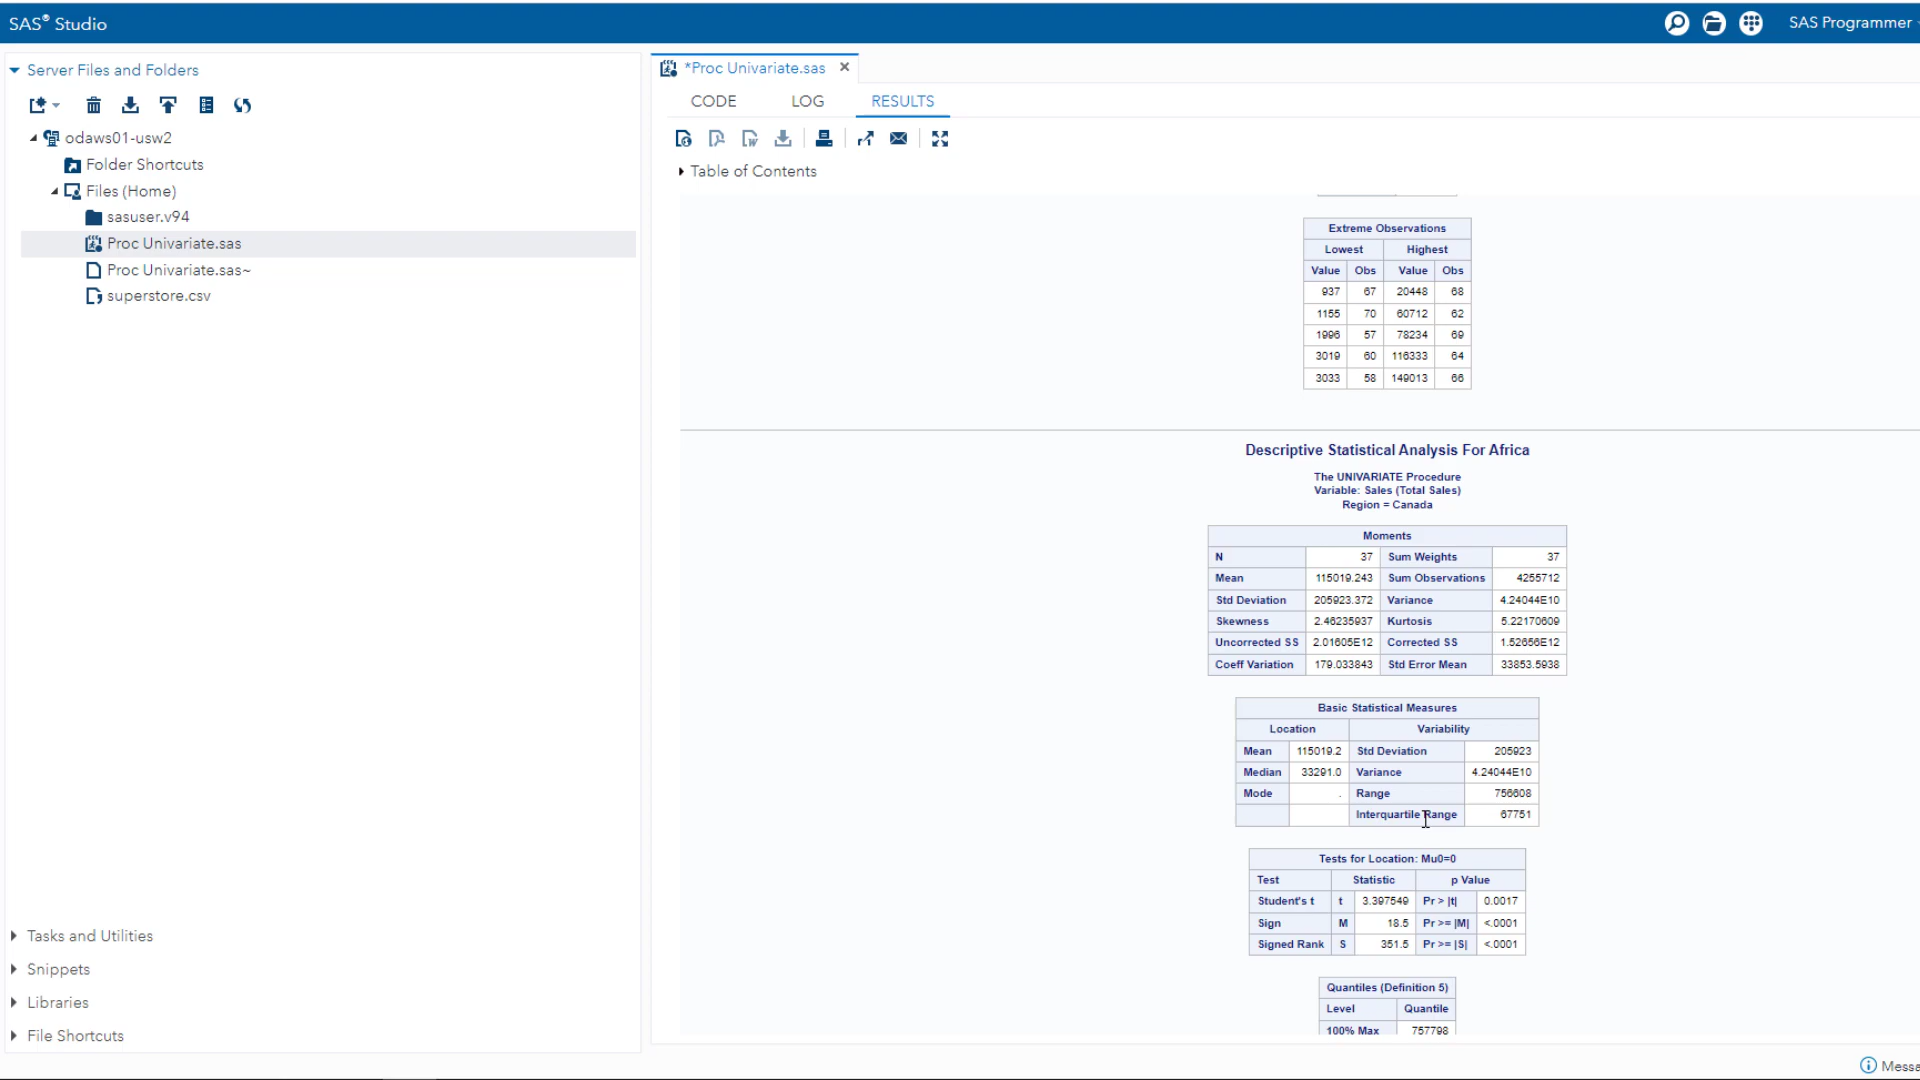 SAS® Studio
SAS Programmer
Server Files and Folders
odaws01-usw2
Folder Shortcuts
Files (Home)
sasuser.v94
Proc Univariate.sas
Proc Univariate.sas~
superstore.csv
Tasks and Utilities
Snippets
Libraries
File Shortcuts
*Proc Univariate.sas
CODE LOG RESULTS
Table of Contents
Extreme Observations
Lowest Highest
Value Obs Value Obs
937 67 20448 68
1155 70 60712 62
1996 57 78234 69
3019 60 116333 64
3033 58 149013 66
Descriptive Statistical Analysis For Africa
The UNIVARIATE Procedure
Variable: Sales (Total Sales)
Region = Canada
Moments
N 37 Sum Weights 37
Mean 115019.243 Sum Observations 4255712
Std Deviation 205923.372 Variance 4.24044E10
Skewness 2.46235937 Kurtosis 5.22170609
Uncorrected SS 2.01605E12 Corrected SS 1.52656E12
Coeff Variation 179.033843 Std Error Mean 33853.5938
Basic Statistical Measures
Location Variability
Mean 115019.2 Std Deviation 205923
Median 33291.0 Variance 4.24044E10
Mode . Range 756608
Interquartile Range 67751
Tests for Location: Mu0=0
Test Statistic p Value
Student's t t 3.397549 Pr > |t| 0.0017
Sign M 18.5 Pr >= |M| <.0001
Signed Rank S 351.5 Pr >= |S| <.0001
Quantiles (Definition 5)
Level Quantile
100% Max 757798
Messa